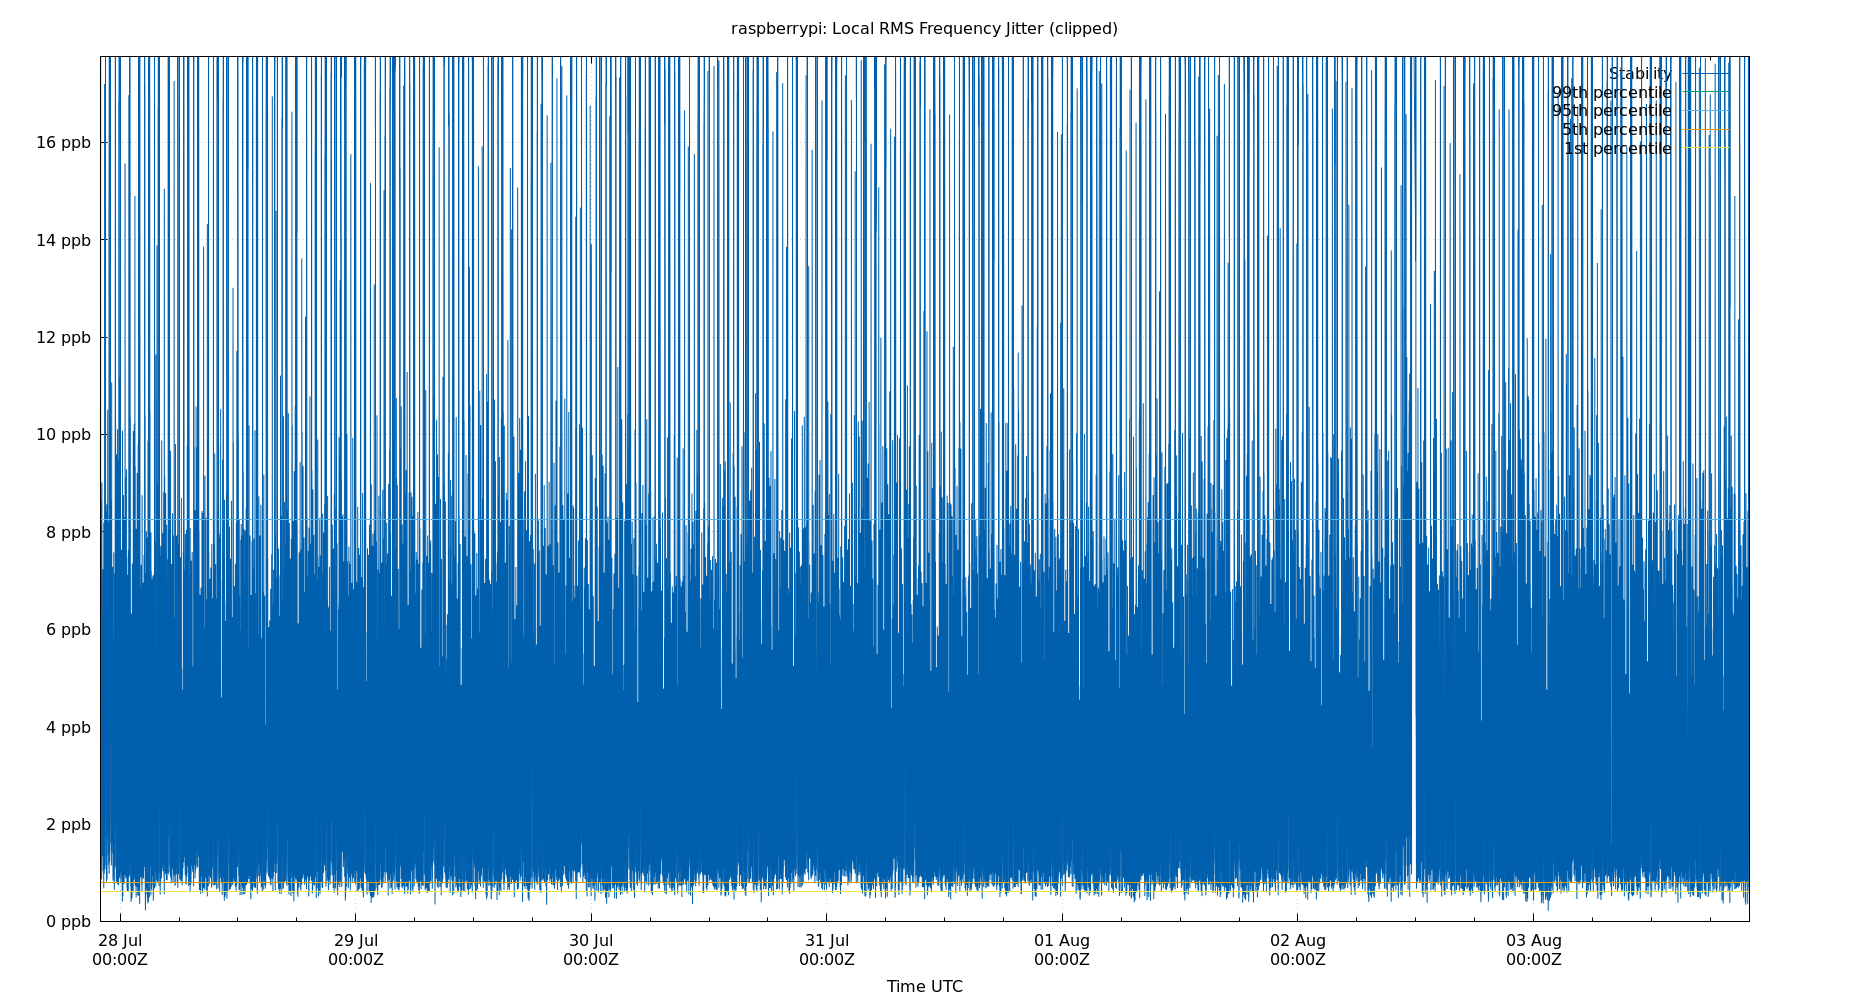 raspberrypi: Local RMS Frequency Jitter (clipped)
Stability
99th percentile
95th percentile
5th percentile
1st percentile
16 ppb
14 ppb
12 ppb
10 ppb
8 ppb
6 ppb
4 ppb
2 ppb
0 ppb
28 Jul 29 Jul 30 Jul 31 Jul 01 Aug 02 Aug 03 Aug
00:00Z 00:00Z 00:00Z 00:00Z 00:00Z 00:00Z 00:00Z
Time UTC